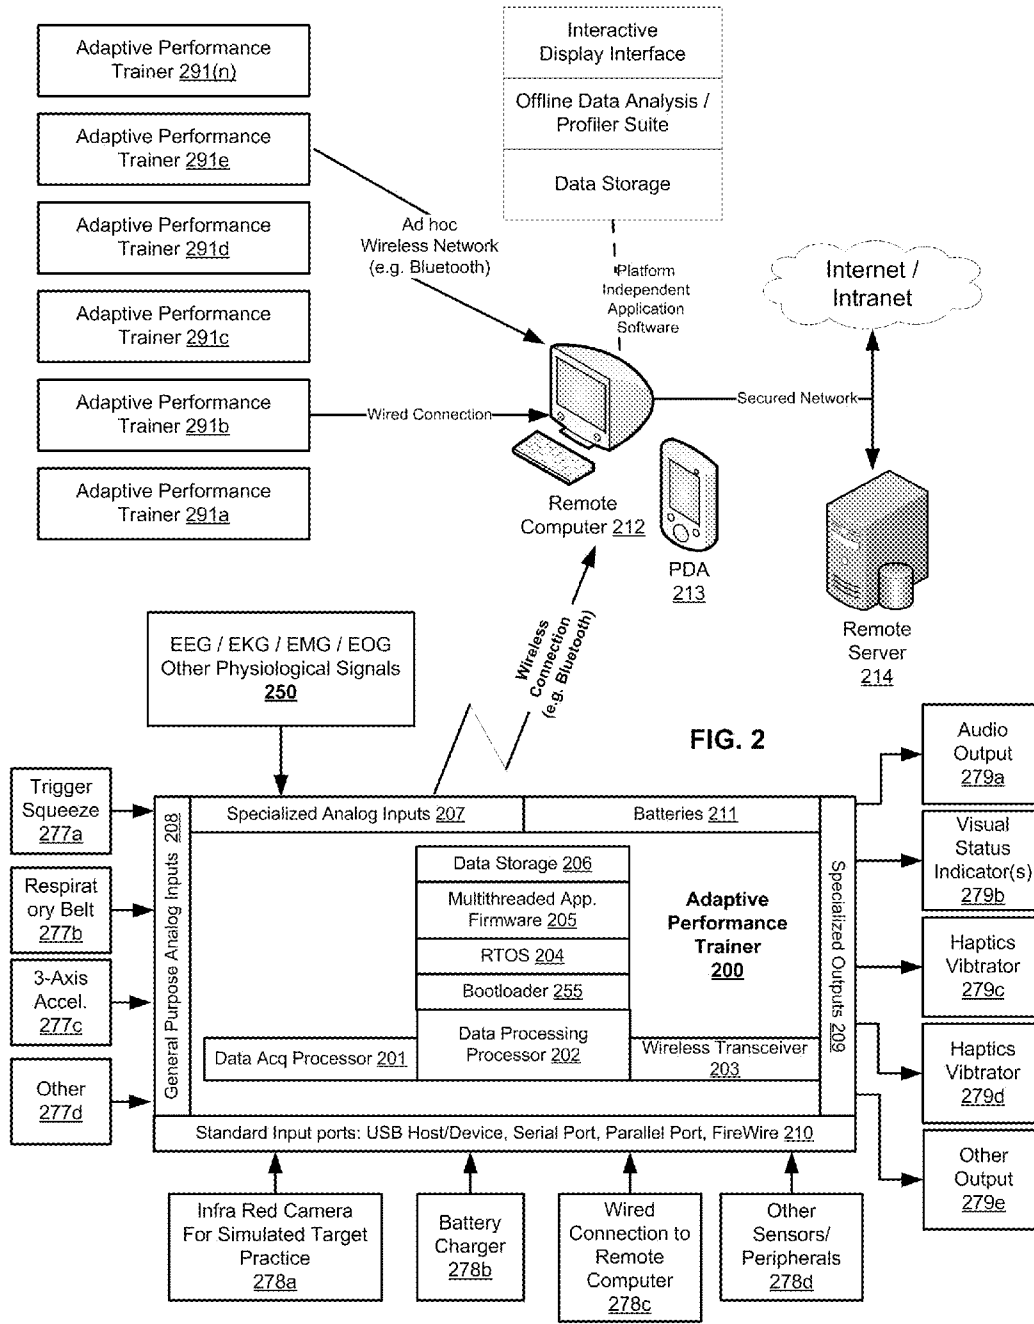 Adaptive Performance
Trainer 291(n)
Adaptive Performance
Trainer 291e
Adaptive Performance
Trainer 291d
Adaptive Performance
Trainer 291c
Adaptive Performance
Trainer 291b
Adaptive Performance
Trainer 291a
Interactive
Display Interface
Offline Data Analysis /
Profiler Suite
Data Storage
Ad hoc
Wireless Network
(e.g. Bluetooth)
Platform
Independent
Application
Software
Internet /
Intranet
Wired Connection
Secured Network
Remote
Computer 212
PDA
213
Remote
Server
214
Wireless
Connection
(e.g. Bluetooth)
EEG / EKG / EMG / EOG
Other Physiological Signals
250
FIG. 2
Trigger
Squeeze
277a
Respirat
ory Belt
277b
3-Axis
Accel.
277c
Other
277d
General Purpose Analog Inputs 208
Specialized Analog Inputs 207
Batteries 211
Data Storage 206
Multithreaded App.
Firmware 205
RTOS 204
Bootloader 255
Data Processing
Processor 202
Data Acq Processor 201
Wireless Transceiver
203
Adaptive
Performance
Trainer
200
Specialized Outputs 209
Standard Input ports: USB Host/Device, Serial Port, Parallel Port, FireWire 210
Audio
Output
279a
Visual
Status
Indicator(s)
279b
Haptics
Vibtrator
279c
Haptics
Vibtrator
279d
Other
Output
279e
Infra Red Camera
For Simulated Target
Practice
278a
Battery
Charger
278b
Wired
Connection to
Remote
Computer
278c
Other
Sensors/
Peripherals
278d